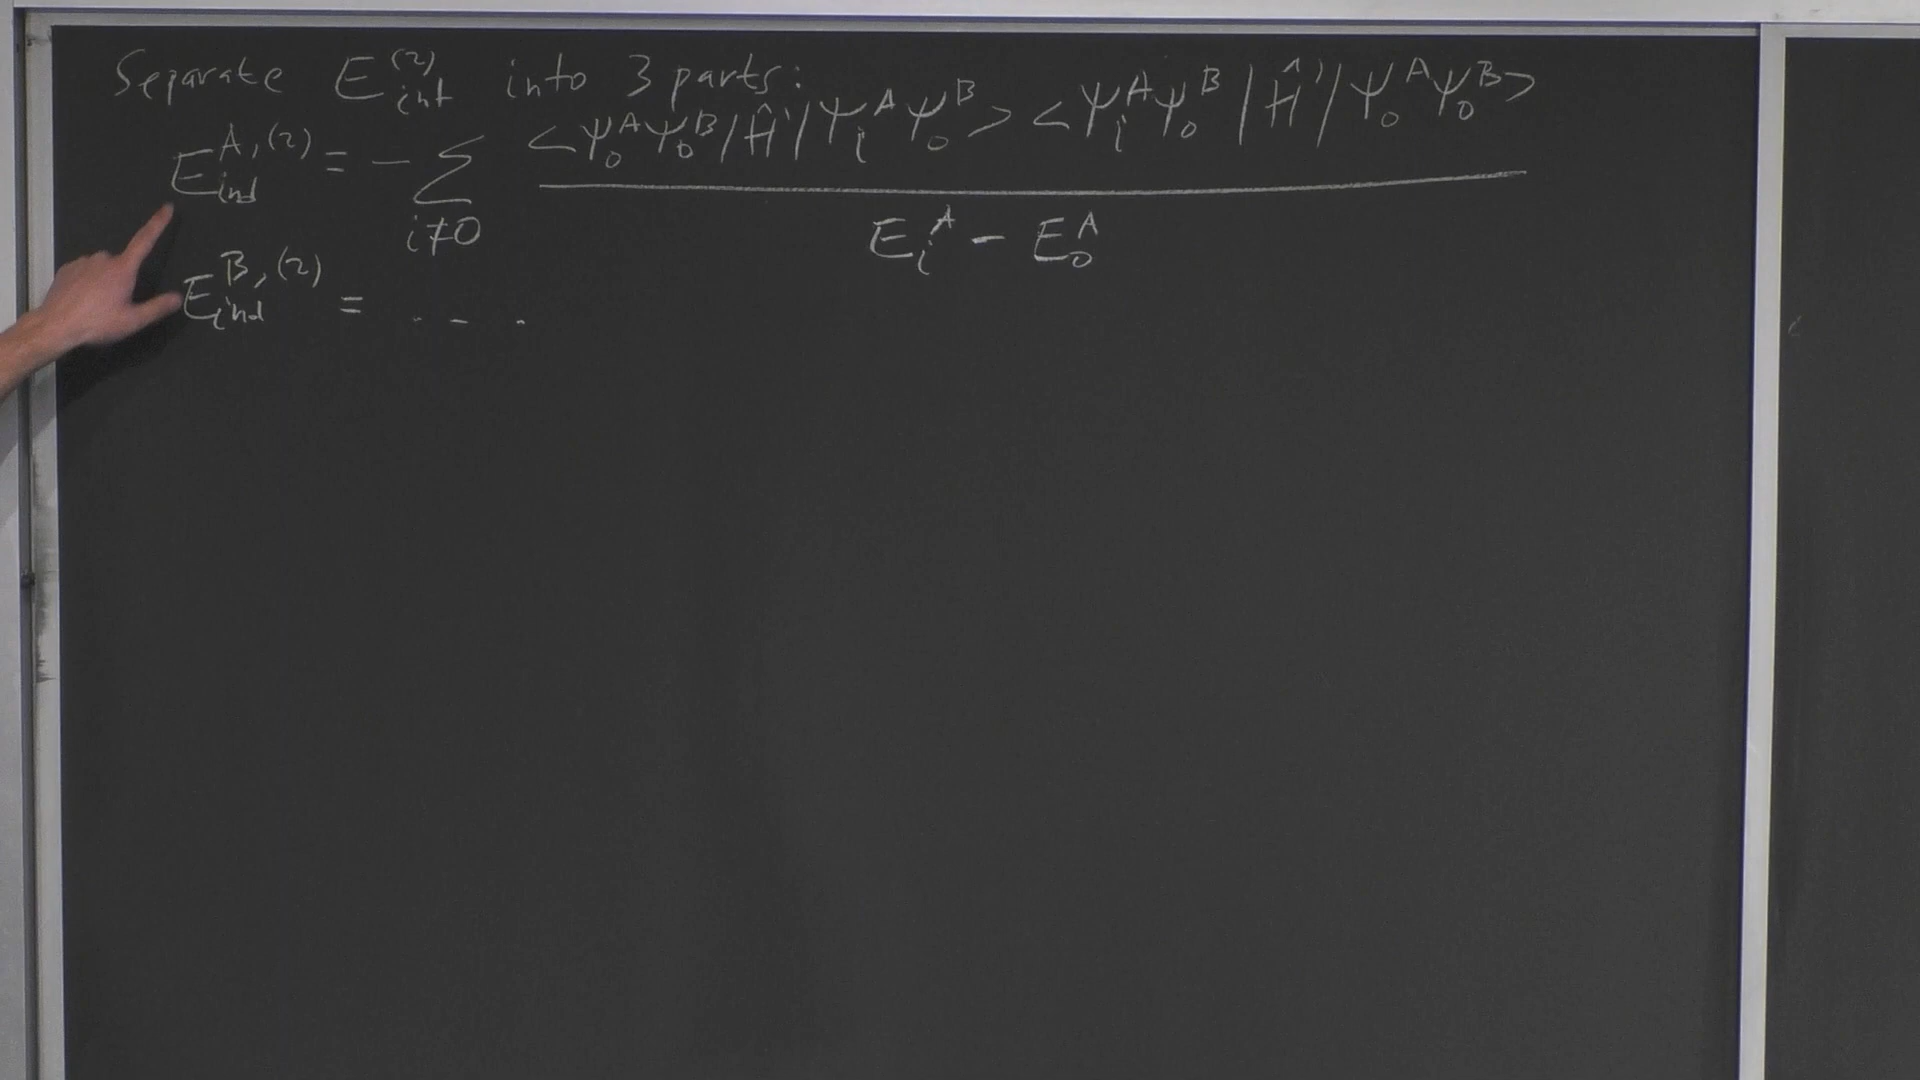 Separate E_int^(2) into 3 parts:
E_ind^A,(2) = - Σ_i≠0 <Ψ_0^A Ψ_0^B|Ĥ'|Ψ_i^A Ψ_0^B> <Ψ_i^A Ψ_0^B|Ĥ'|Ψ_0^A Ψ_0^B>
E_i^A - E_0^A
E_ind^B,(2) = ...